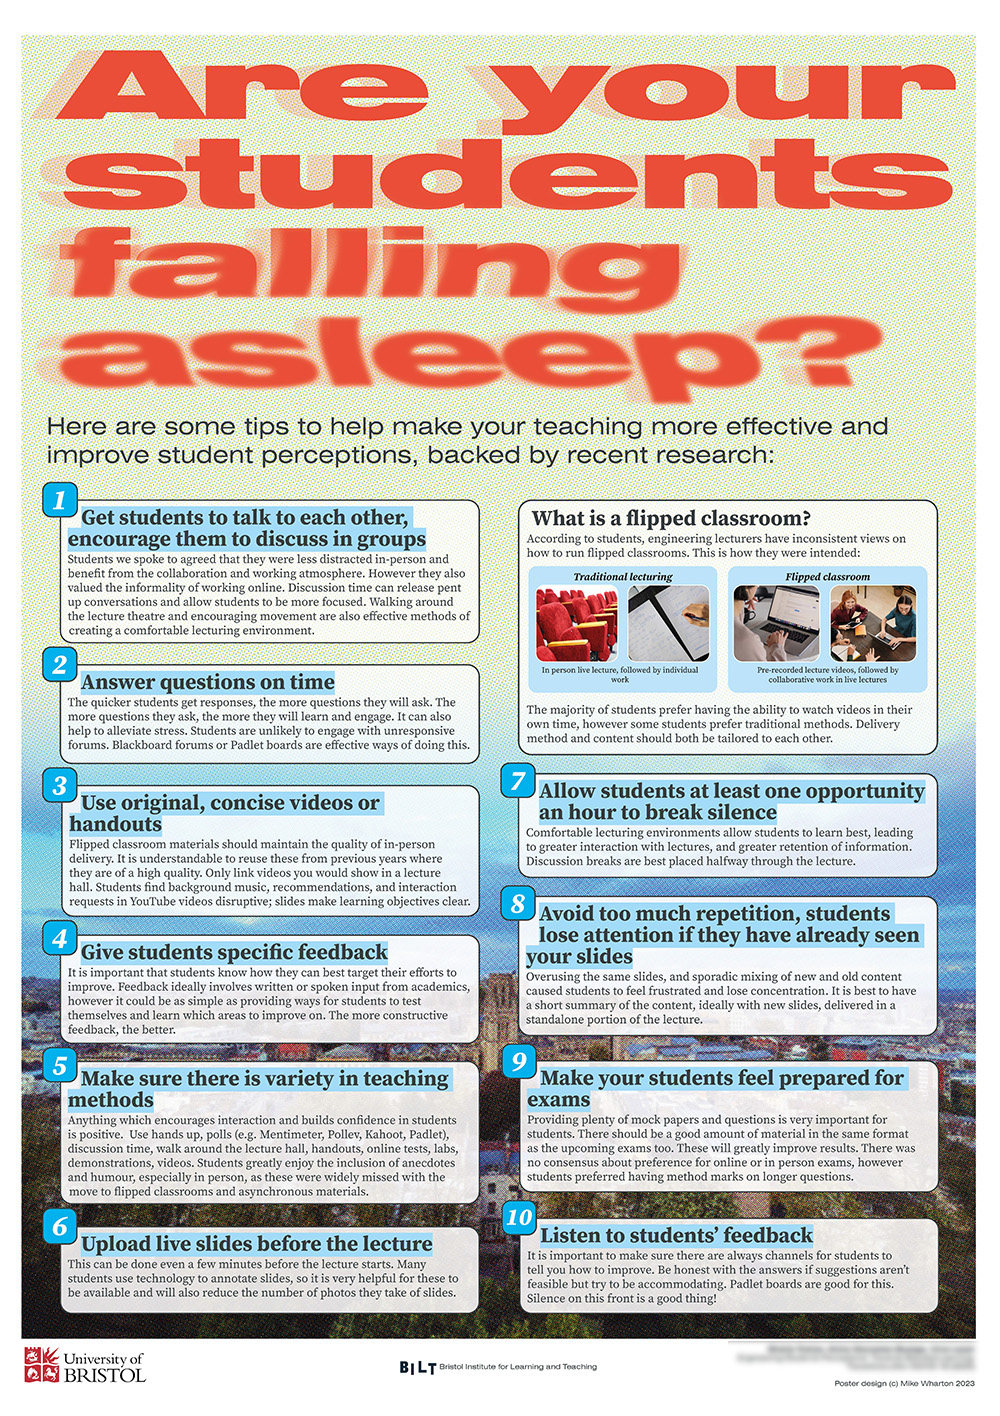 Are your
students
falling
asleep?
Here are some tips to help make your teaching more effective and
improve student perceptions, backed by recent research:
1
Get students to talk to each other,
encourage them to discuss in groups
Students we spoke to agreed that they were less distracted in-person and
benefit from the collaboration and working atmosphere. However they also
valued the informality of working online. Discussion time can release pent
up conversations and allow students to be more focused. Walking around
the lecture theatre and encouraging movement are also effective methods of
creating a comfortable lecturing environment.
2
Answer questions on time
The quicker students get responses, the more questions they will ask. The
more questions they ask, the more they will learn and engage. It can also
help to alleviate stress. Students are unlikely to engage with unresponsive
forums. Blackboard forums or Padlet boards are effective ways of doing this.
3
Use original, concise videos or
handouts
Flipped classroom materials should maintain the quality of in-person
delivery. It is understandable to reuse these from previous years where
they are of a high quality. Only link videos you would show in a lecture
hall. Students find background music, recommendations, and interaction
requests in YouTube videos disruptive; slides make learning objectives clear.
4
Give students specific feedback
It is important that students know how they can best target their efforts to
improve. Feedback ideally involves written or spoken input from academics,
however it could be as simple as providing ways for students to test
themselves and learn which areas to improve on. The more constructive
feedback, the better.
5
Make sure there is variety in teaching
methods
Anything which encourages interaction and builds confidence in students
is positive. Use hands up, polls (e.g. Mentimeter, Pollev, Kahoot, Padlet),
discussion time, walk around the lecture hall, handouts, online tests, labs,
demonstrations, videos. Students greatly enjoy the inclusion of anecdotes
and humour, especially in person, as these were widely missed with the
move to flipped classrooms and asynchronous materials.
6
Upload live slides before the lecture
This can be done even a few minutes before the lecture starts. Many
students use technology to annotate slides, so it is very helpful for these to
be available and will also reduce the number of photos they take of slides.
What is a flipped classroom?
According to students, engineering lecturers have inconsistent views on
how to run flipped classrooms. This is how they were intended:
Traditional lecturing
In person live lecture, followed by individual
work
Flipped classroom
Pre-recorded lecture videos, followed by
collaborative work in live lectures
The majority of students prefer having the ability to watch videos in their
own time, however some students prefer traditional methods. Delivery
method and content should both be tailored to each other.
7
Allow students at least one opportunity
an hour to break silence
Comfortable lecturing environments allow students to learn best, leading
to greater interaction with lectures, and greater retention of information.
Discussion breaks are best placed halfway through the lecture.
8
Avoid too much repetition, students
lose attention if they have already seen
your slides
Overusing the same slides, and sporadic mixing of new and old content
caused students to feel frustrated and lose concentration. It is best to have
a short summary of the content, ideally with new slides, delivered in a
standalone portion of the lecture.
9
Make your students feel prepared for
exams
Providing plenty of mock papers and questions is very important for
students. There should be a good amount of material in the same format
as the upcoming exams too. These will greatly improve results. There was
no consensus about preference for online or in person exams, however
students preferred having method marks on longer questions.
10
Listen to students’ feedback
It is important to make sure there are always channels for students to
tell you how to improve. Be honest with the answers if suggestions aren’t
feasible but try to be accommodating. Padlet boards are good for this.
Silence on this front is a good thing!
University of
BRISTOL
BILT Bristol Institute for Learning and Teaching
Poster design (c) Mike Wharton 2023